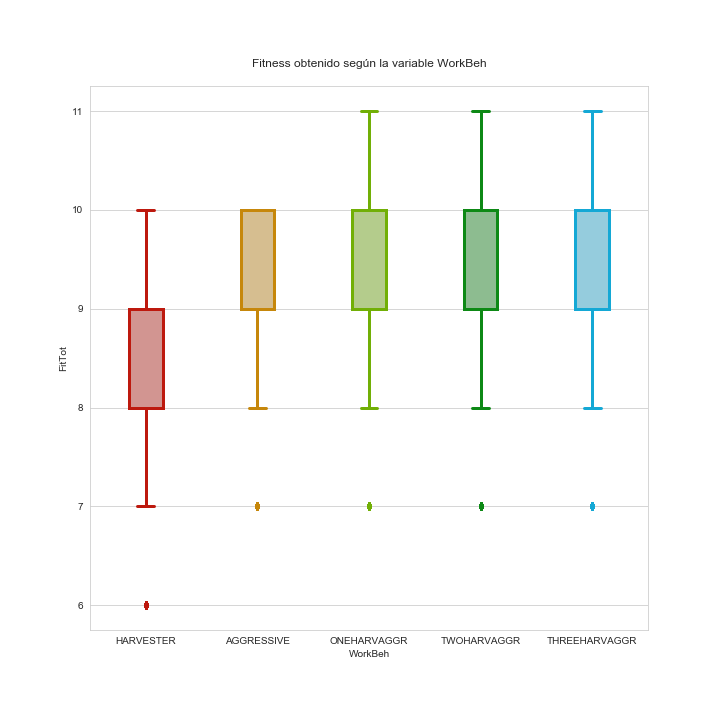 Fitness obtenido según la variable WorkBeh
11
10
9
8
7
6
FitTot
HARVESTER AGGRESSIVE ONEHARVAGGR TWOHARVAGGR THREEHARVAGGR
WorkBeh